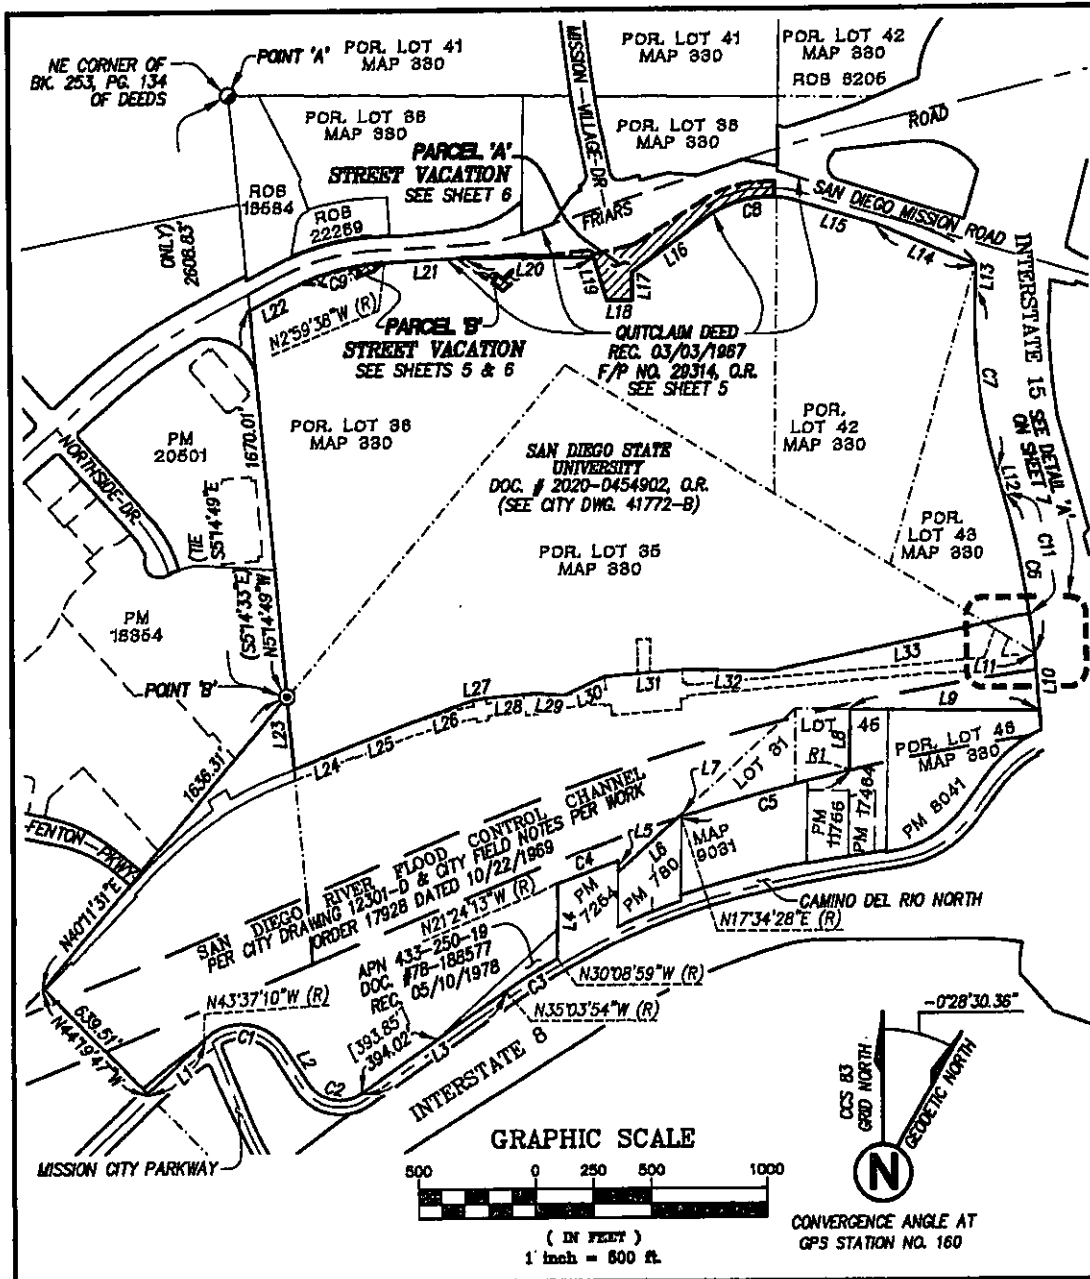 NE CORNER OF
BK. 253, PG. 134
OF DEEDS
POINT 'A'
POR. LOT 41
MAP 330
MISSION VILLAGE DR.
POR. LOT 41
MAP 330
POR. LOT 42
MAP 330
ROS 8205
ROAD
POR. LOT 36
MAP 330
POR. LOT 36
MAP 330
PARCEL 'A'
STREET VACATION
SEE SHEET 6
ROS
18584
ROS
22259
ONLY)
2608.83'
FRIARS
C8
SAN DIEGO MISSION ROAD
L15
L14
L13
INTERSTATE 15
SEE DETAIL 'A'
ON SHEET 7
L16
L17
L18
L19
L20
L21
C9
L22
N2°59'38"W (R)
PARCEL 'B'
STREET VACATION
SEE SHEETS 5 & 6
QUITCLAIM DEED
REC. 03/03/1967
F/P NO. 29314, O.R.
SEE SHEET 5
C7
PM
20501
NORTHSIDE DR.
1670.01'
POR. LOT 36
MAP 330
POR.
LOT 42
MAP 330
SAN DIEGO STATE
UNIVERSITY
DOC. # 2020-0454902, O.R.
(SEE CITY DWG. 41772-B)
L12
(TIE
S5°14'49"E
POR. LOT 35
MAP 330
POR.
LOT 43
MAP 330
C11
C6
(S5°14'33"E)
N5°14'49"W
PM
18354
POINT 'B'
L33
L11
L10
L9
L32
L31
L30
L29
L28
L27
L26
L25
L24
L23
1636.31'
FENTON PKWY.
N40°11'31"E
SAN DIEGO RIVER FLOOD CONTROL CHANNEL
PER CITY DRAWING 12301-D & CITY FIELD NOTES PER WORK
ORDER 17928 DATED 10/22/1969
LOT 46
R1
L8
POR. LOT 46
MAP 330
LOT 31
L7
C5
PM
11766
PM 17464
PM 8041
L5
L6
C4
MAP
9031
PM 780
PM
7264
L4
CAMINO DEL RIO NORTH
N17°34'28"E (R)
N21°24'13"W (R)
APN 433-250-19
DOC. #78-188577
REC. 05/10/1978
N30°08'59"W (R)
N35°03'54"W (R)
C3
N43°37'10"W (R)
639.51'
N44°19'47"W
L1
C1
L2
C2
[393.85']
394.02'
L3
INTERSTATE 8
MISSION CITY PARKWAY
GRAPHIC SCALE
500 0 250 500 1000
( IN FEET )
1 inch = 500 ft.
-0°28'30.36"
CCS 83
GRID NORTH
GEODETIC NORTH
N
CONVERGENCE ANGLE AT
GPS STATION NO. 160